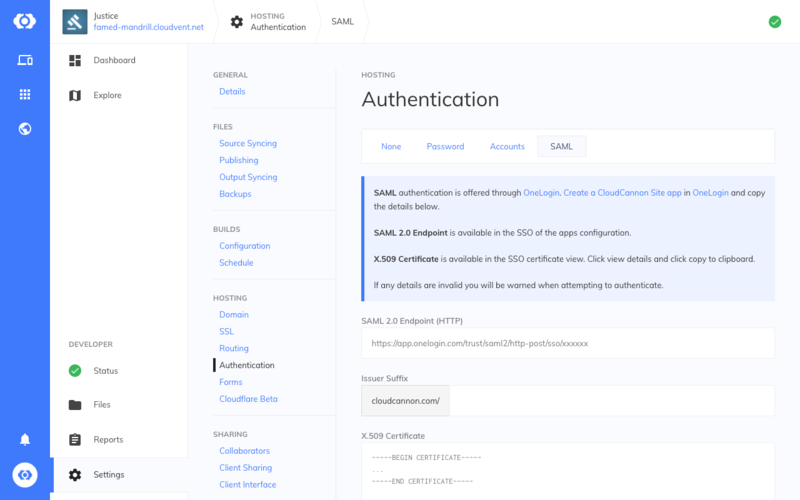 Justice
famed-mandrill.cloudvent.net
HOSTING
Authentication
SAML
Dashboard
Explore
DEVELOPER
Status
Files
Reports
Settings
GENERAL
Details
FILES
Source Syncing
Publishing
Output Syncing
Backups
BUILDS
Configuration
Schedule
HOSTING
Domain
SSL
Routing
Authentication
Forms
Cloudflare Beta
SHARING
Collaborators
Client Sharing
Client Interface
HOSTING
Authentication
None
Password
Accounts
SAML
SAML authentication is offered through OneLogin. Create a CloudCannon Site app in OneLogin and copy
the details below.
SAML 2.0 Endpoint is available in the SSO of the apps configuration.
X.509 Certificate is available in the SSO certificate view. Click view details and click copy to clipboard.
If any details are invalid you will be warned when attempting to authenticate.
SAML 2.0 Endpoint (HTTP)
https://app.onelogin.com/trust/saml2/http-post/sso/xxxxxx
Issuer Suffix
cloudcannon.com/
X.509 Certificate
-----BEGIN CERTIFICATE-----
...
-----END CERTIFICATE-----